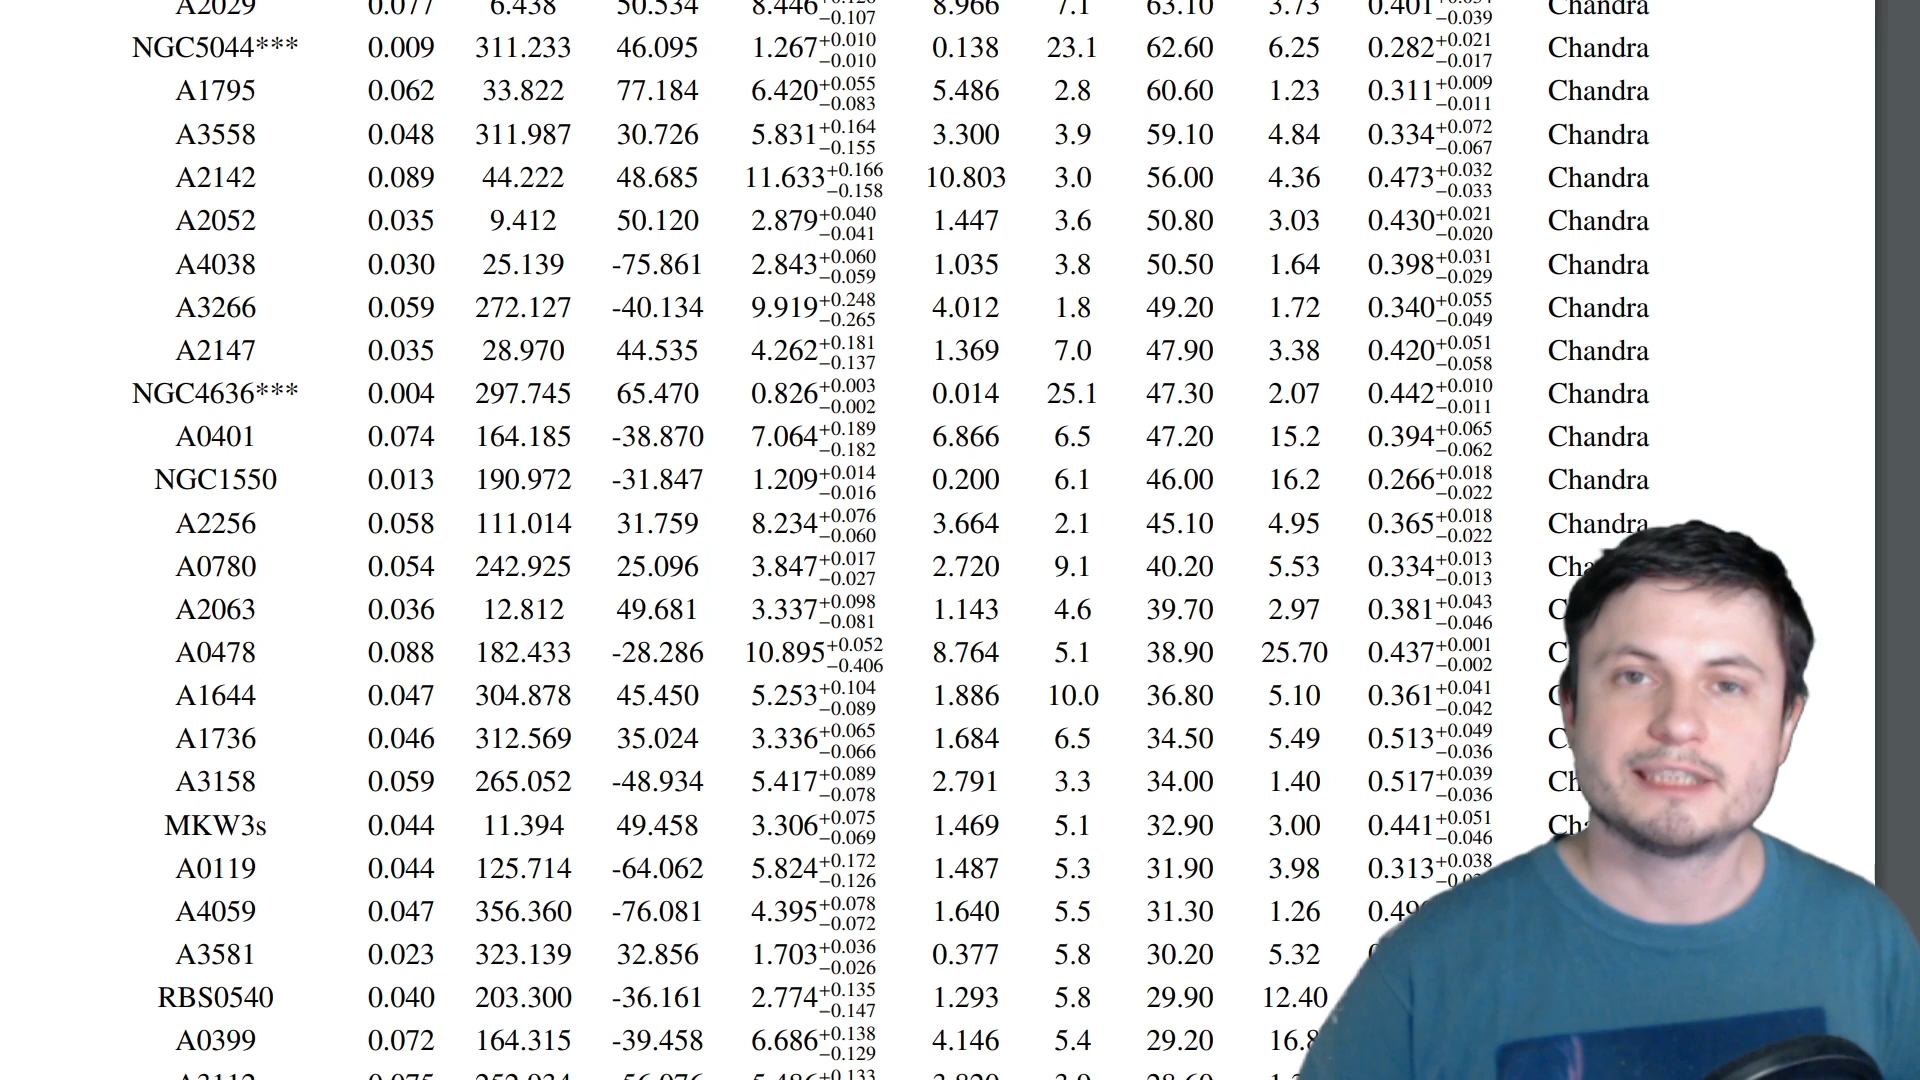 A2029 0.077 6.438 50.534 8.446 −0.107 8.966 7.1 63.10 3.73 0.401 −0.039 Chandra
NGC5044*** 0.009 311.233 46.095 1.267 +0.010 −0.010 0.138 23.1 62.60 6.25 0.282 +0.021 −0.017 Chandra
A1795 0.062 33.822 77.184 6.420 +0.055 −0.083 5.486 2.8 60.60 1.23 0.311 +0.009 −0.011 Chandra
A3558 0.048 311.987 30.726 5.831 +0.164 −0.155 3.300 3.9 59.10 4.84 0.334 +0.072 −0.067 Chandra
A2142 0.089 44.222 48.685 11.633 +0.166 −0.158 10.803 3.0 56.00 4.36 0.473 +0.032 −0.033 Chandra
A2052 0.035 9.412 50.120 2.879 +0.040 −0.041 1.447 3.6 50.80 3.03 0.430 +0.021 −0.020 Chandra
A4038 0.030 25.139 -75.861 2.843 +0.060 −0.059 1.035 3.8 50.50 1.64 0.398 +0.031 −0.029 Chandra
A3266 0.059 272.127 -40.134 9.919 +0.248 −0.265 4.012 1.8 49.20 1.72 0.340 +0.055 −0.049 Chandra
A2147 0.035 28.970 44.535 4.262 +0.181 −0.137 1.369 7.0 47.90 3.38 0.420 +0.051 −0.058 Chandra
NGC4636*** 0.004 297.745 65.470 0.826 +0.003 −0.002 0.014 25.1 47.30 2.07 0.442 +0.010 −0.011 Chandra
A0401 0.074 164.185 -38.870 7.064 +0.189 −0.182 6.866 6.5 47.20 15.2 0.394 +0.065 −0.062 Chandra
NGC1550 0.013 190.972 -31.847 1.209 +0.014 −0.016 0.200 6.1 46.00 16.2 0.266 +0.018 −0.022 Chandra
A2256 0.058 111.014 31.759 8.234 +0.076 −0.060 3.664 2.1 45.10 4.95 0.365 +0.018 −0.022 Chandra
A0780 0.054 242.925 25.096 3.847 +0.017 −0.027 2.720 9.1 40.20 5.53 0.334 +0.013 −0.013 Cha
A2063 0.036 12.812 49.681 3.337 +0.098 −0.081 1.143 4.6 39.70 2.97 0.381 +0.043 −0.046 C
A0478 0.088 182.433 -28.286 10.895 +0.052 −0.406 8.764 5.1 38.90 25.70 0.437 +0.001 −0.002 C
A1644 0.047 304.878 45.450 5.253 +0.104 −0.089 1.886 10.0 36.80 5.10 0.361 +0.041 −0.042
A1736 0.046 312.569 35.024 3.336 +0.065 −0.066 1.684 6.5 34.50 5.49 0.513 +0.049 −0.036 C
A3158 0.059 265.052 -48.934 5.417 +0.089 −0.078 2.791 3.3 34.00 1.40 0.517 +0.039 −0.036 Ch
MKW3s 0.044 11.394 49.458 3.306 +0.075 −0.069 1.469 5.1 32.90 3.00 0.441 +0.051 −0.046 Cha
A0119 0.044 125.714 -64.062 5.824 +0.172 −0.126 1.487 5.3 31.90 3.98 0.313 +0.038
A4059 0.047 356.360 -76.081 4.395 +0.078 −0.072 1.640 5.5 31.30 1.26 0.49
A3581 0.023 323.139 32.856 1.703 +0.036 −0.026 0.377 5.8 30.20 5.32
RBS0540 0.040 203.300 -36.161 2.774 +0.135 −0.147 1.293 5.8 29.90 12.40
A0399 0.072 164.315 -39.458 6.686 +0.138 −0.129 4.146 5.4 29.20 16.8